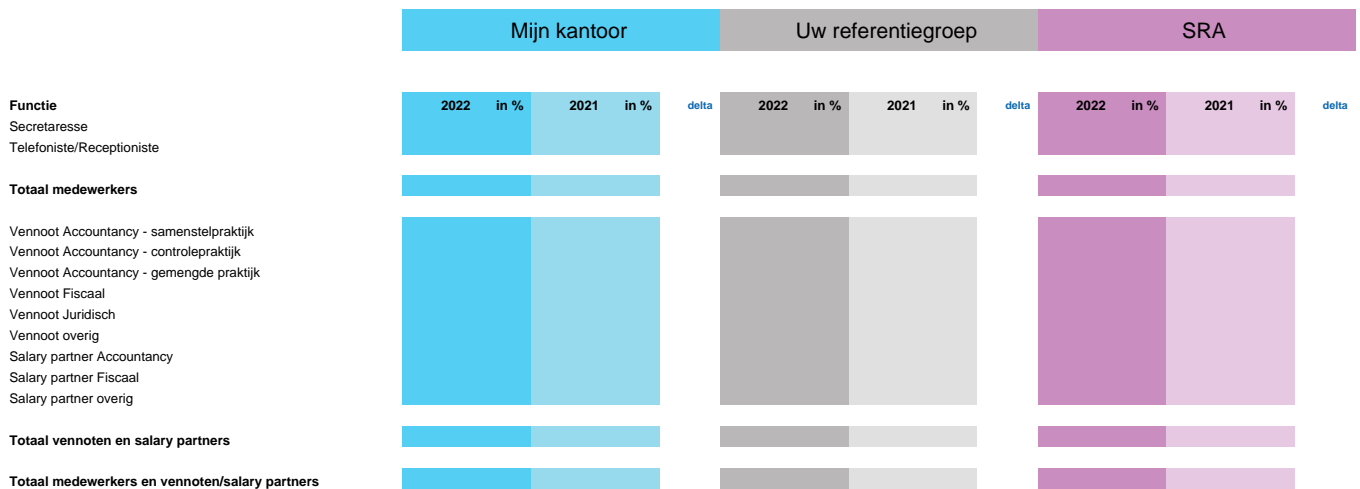 Mijn kantoor Uw referentiegroep SRA
Functie 2022 in % 2021 in % delta 2022 in % 2021 in % delta 2022 in % 2021 in % delta
Secretaresse
Telefoniste/Receptioniste
Totaal medewerkers
Vennoot Accountancy - samenstelpraktijk
Vennoot Accountancy - controlepraktijk
Vennoot Accountancy - gemengde praktijk
Vennoot Fiscaal
Vennoot Juridisch
Vennoot overig
Salary partner Accountancy
Salary partner Fiscaal
Salary partner overig
Totaal vennoten en salary partners
Totaal medewerkers en vennoten/salary partners